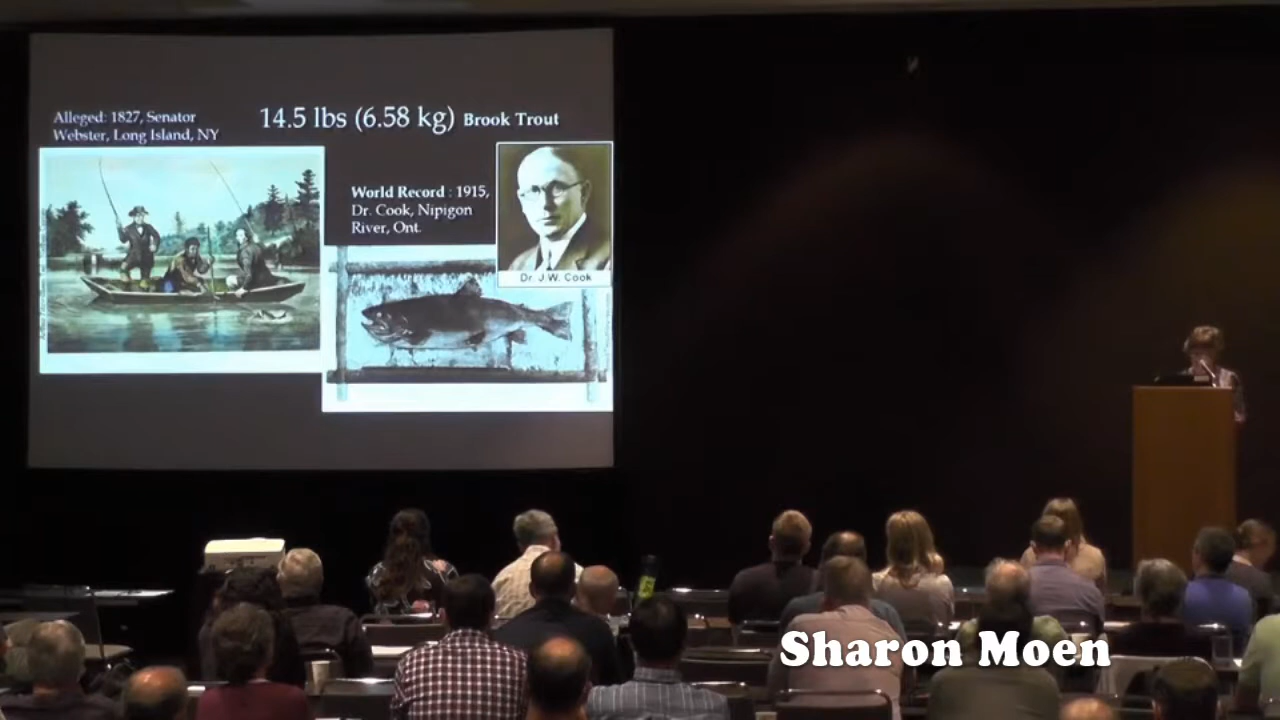 Alleged: 1827, Senator
Webster, Long Island, NY
14.5 lbs (6.58 kg) Brook Trout
World Record : 1915,
Dr. Cook, Nipigon
River, Ont.
Dr. J.W. Cook
Sharon Moen